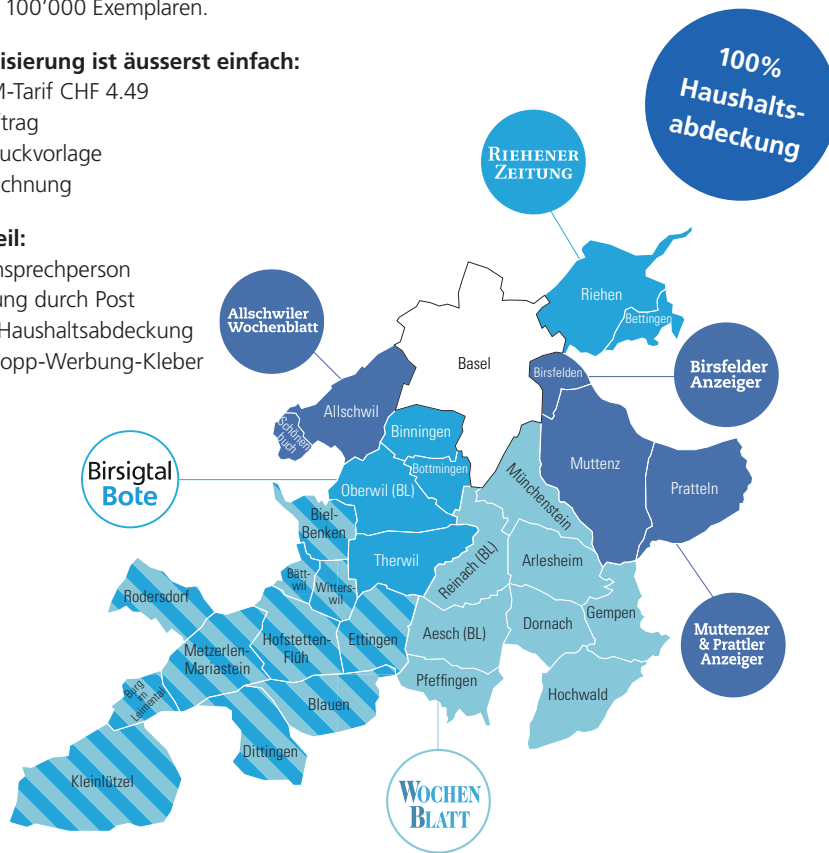 100’000 Exemplaren.
isierung ist äusserst einfach:
M-Tarif CHF 4.49
ftrag
uckvorlage
chnung
eil:
nsprechperson
ung durch Post
Haushaltsabdeckung
opp-Werbung-Kleber
100%
Haushalts-
abdeckung
RIEHENER
ZEITUNG
Riehen
Bettingen
Allschwiler
Wochenblatt
Basel
Birsfelden
Birsfelder
Anzeiger
Allschwil
Schönen
buch
Binningen
Bottmingen
Muttenz
Pratteln
Birsigtal
Bote
Oberwil (BL)
Münchenstein
Biel-
Benken
Therwil
Reinach (BL)
Arlesheim
Bätt-
wil
Witters-
wil
Rodersdorf
Metzerlen-
Mariastein
Hofstetten-
Flüh
Ettingen
Aesch (BL)
Dornach
Gempen
Muttenzer
& Prattler
Anzeiger
Burg
im
Leimental
Blauen
Pfeffingen
Hochwald
Dittingen
Kleinlützel
WOCHEN
BLATT